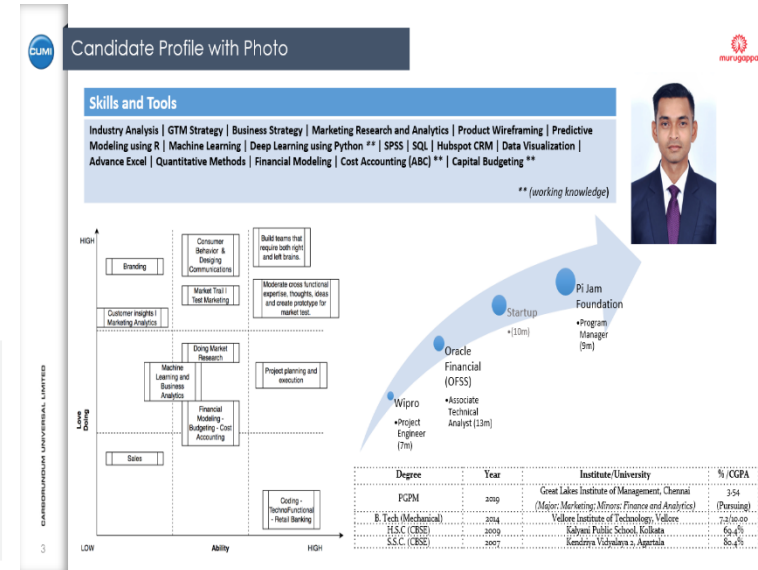 CUMI
Candidate Profile with Photo
murugappa
Skills and Tools
Industry Analysis | GTM Strategy | Business Strategy | Marketing Research and Analytics | Product Wireframing | Predictive
Modeling using R | Machine Learning | Deep Learning using Python ** | SPSS | SQL | Hubspot CRM | Data Visualization |
Advance Excel | Quantitative Methods | Financial Modeling | Cost Accounting (ABC) ** | Capital Budgeting **
** (working knowledge)
HIGH
Branding
Consumer
Behavior &
Desiging
Communications
Build teams that
require both right
and left brains.
Market Trail I
Test Marketing
Moderate cross functional
expertise, thoughts, ideas
and create prototype for
market test.
Customer insights I
Marketing Analytics
Doing Market
Research
Machine
Learning and
Business
Analytics
Project planning and
execution
Financial
Modeling -
Budgeting - Cost
Accounting
Love
Doing
Sales
Coding -
TechnoFunctional
- Retail Banking
LOW
Ability
HIGH
Wipro
•Project
Engineer
(7m)
Oracle
Financial
(OFSS)
•Associate
Technical
Analyst (13m)
Startup
•(10m)
Pi Jam
Foundation
•Program
Manager
(9m)
Degree Year Institute/University % /CGPA
PGPM 2019 Great Lakes Institute of Management, Chennai 3.54
(Major: Marketing; Minors: Finance and Analytics) (Pursuing)
B. Tech (Mechanical) 2014 Vellore Institute of Technology, Vellore 7.2/10.00
H.S.C (CBSE) 2009 Kalyani Public School, Kolkata 69.4%
S.S.C. (CBSE) 2007 Kendriya Vidyalaya 2, Agartala 80.4%
CARBORUNDUM UNIVERSAL LIMITED
3